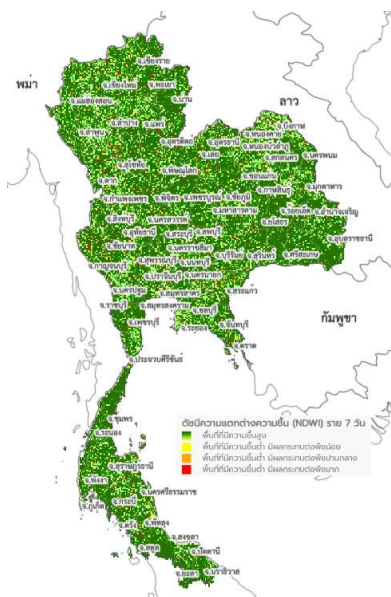 จ.เชียงราย
พม่า
จ.เชียงใหม่
จ.พะเยา
ลาว
จ.แม่ฮ่องสอน
จ.น่าน
จ.ลำปาง
จ.แพร่
จ.บึงกาฬ
จ.ลำพูน
จ.อุตรดิตถ์
จ.อุดรธานี
จ.หนองคาย
จ.เลย
จ.หนองบัวลำภู
จ.สุโขทัย
จ.สกลนคร
จ.นครพนม
จ.พิษณุโลก
จ.ตาก
จ.ขอนแก่น
จ.กาฬสินธุ์
จ.มุกดาหาร
จ.กำแพงเพชร
จ.พิจิตร
จ.เพชรบูรณ์
จ.ชัยภูมิ
จ.มหาสารคาม
จ.ร้อยเอ็ด
จ.อำนาจเจริญ
จ.สิงห์บุรี
จ.นครสวรรค์
จ.ยโสธร
จ.อุทัยธานี
จ.สระบุรี
จ.ลพบุรี
จ.อุบลราชธานี
จ.ชัยนาท
จ.นครราชสีมา
จ.บุรีรัมย์
จ.สุรินทร์
จ.ศรีสะเกษ
จ.กาญจนบุรี
จ.สุพรรณบุรี
จ.นนทบุรี
จ.ปราจีนบุรี
จ.นครนายก
จ.นครปฐม
จ.สมุทรสาคร
จ.สระแก้ว
จ.ราชบุรี
จ.สมุทรสงคราม
จ.ชลบุรี
จ.เพชรบุรี
จ.ระยอง
จ.จันทบุรี
กัมพูชา
จ.ตราด
จ.ประจวบคีรีขันธ์
จ.ชุมพร
จ.ระนอง
ดัชนีความแตกต่างความชื้น (NDWI) ราย 7 วัน
พื้นที่ที่มีความชื้นสูง
พื้นที่ที่มีความชื้นต่ำ มีผลกระทบต่อพืชน้อย
พื้นที่ที่มีความชื้นต่ำ มีผลกระทบต่อพืชปานกลาง
พื้นที่ที่มีความชื้นต่ำ มีผลกระทบต่อพืชมาก
จ.สุราษฎร์ธานี
จ.พังงา
จ.นครศรีธรรมราช
จ.กระบี่
จ.ภูเก็ต
จ.ตรัง
จ.พัทลุง
จ.สงขลา
จ.สตูล
จ.ปัตตานี
จ.ยะลา
จ.นราธิวาส